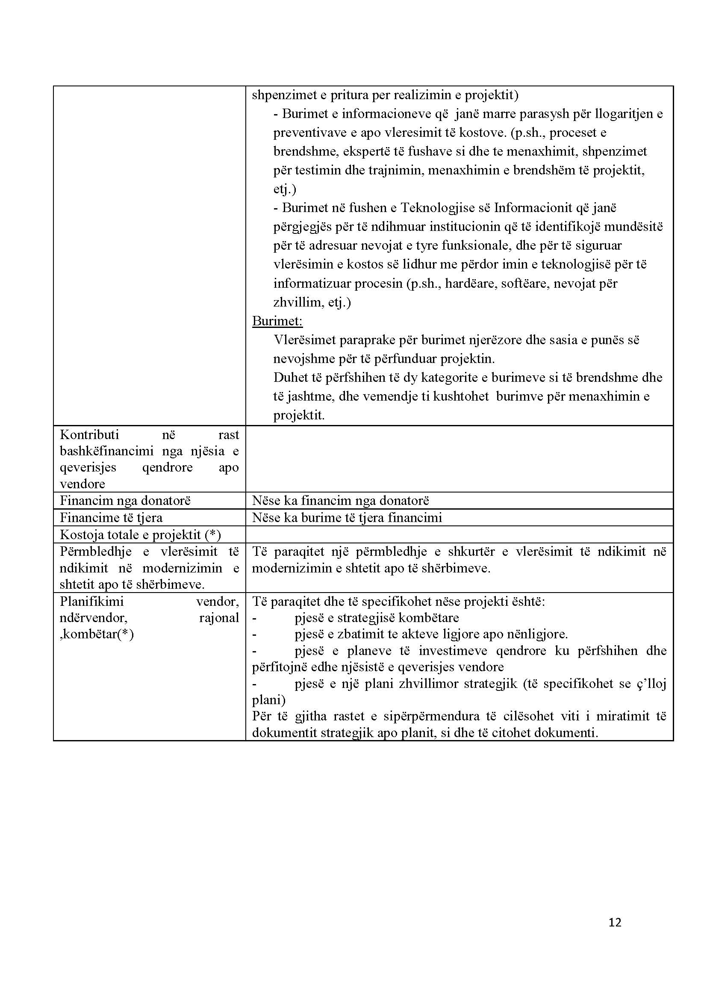 shpenzimet e pritura per realizimin e projektit)
- Burimet e informacioneve që  janë marre parasysh për llogaritjen e
preventivave e apo vleresimit të kostove. (p.sh., proceset e
brendshme, ekspertë të fushave si dhe te menaxhimit, shpenzimet
për testimin dhe trajnimin, menaxhimin e brendshëm të projektit,
etj.)
- Burimet në fushen e Teknologjise së Informacionit që janë
përgjegjës për të ndihmuar institucionin që të identifikojë mundësitë
për të adresuar nevojat e tyre funksionale, dhe për të siguruar
vlerësimin e kostos së lidhur me përdor imin e teknologjisë për të
informatizuar procesin (p.sh., hardëare, softëare, nevojat për
zhvillim, etj.)
Burimet:
Vlerësimet paraprake për burimet njerëzore dhe sasia e punës së
nevojshme për të përfunduar projektin.
Duhet të përfshihen të dy kategorite e burimeve si të brendshme dhe
të jashtme, dhe vemendje ti kushtohet  burimve për menaxhimin e
projektit.
Kontributi në rast
bashkëfinancimi nga njësia e
qeverisjes qendrore apo
vendore
Financim nga donatorë
Nëse ka financim nga donatorë
Financime të tjera
Nëse ka burime të tjera financimi
Kostoja totale e projektit (*)
Përmbledhje e vlerësimit të
ndikimit në modernizimin e
shtetit apo të shërbimeve.
Të paraqitet një përmbledhje e shkurtër e vlerësimit të ndikimit në
modernizimin e shtetit apo të shërbimeve.
Planifikimi vendor,
ndërvendor, rajonal
,kombëtar(*)
Të paraqitet dhe të specifikohet nëse projekti është:
- pjesë e strategjisë kombëtare
- pjesë e zbatimit te akteve ligjore apo nënligjore.
- pjesë e planeve të investimeve qendrore ku përfshihen dhe
përfitojnë edhe njësistë e qeverisjes vendore
- pjesë e një plani zhvillimor strategjik (të specifikohet se ç’lloj
plani)
Për të gjitha rastet e sipërpërmendura të cilësohet viti i miratimit të
dokumentit strategjik apo planit, si dhe të citohet dokumenti.
12